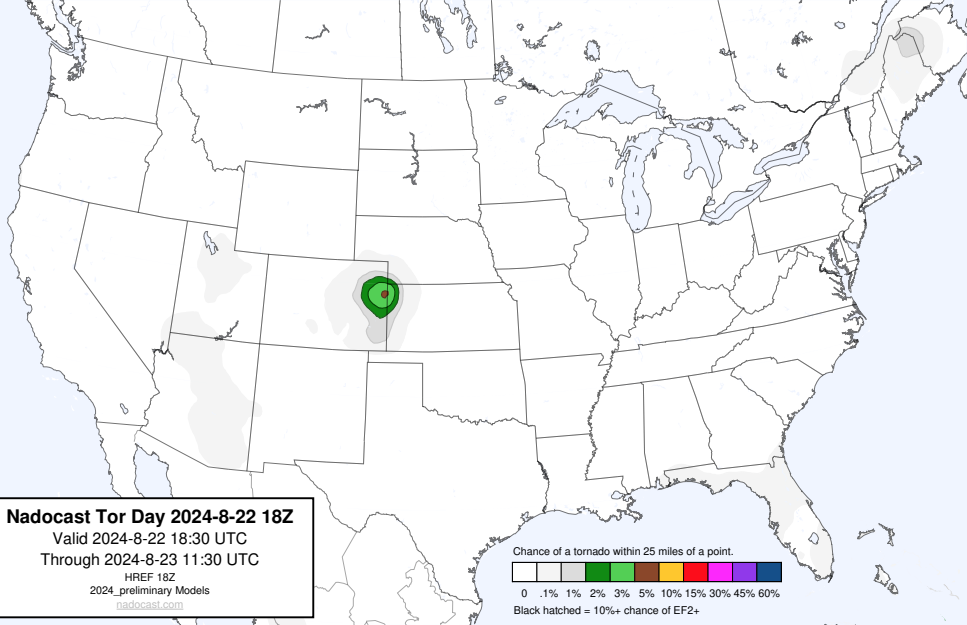 Nadocast Tor Day 2024-8-22 18Z
Valid 2024-8-22 18:30 UTC
Through 2024-8-23 11:30 UTC
HREF 18Z
2024_preliminary Models
nadocast.com
Chance of a tornado within 25 miles of a point.
0 .1% 1% 2% 3% 5% 10% 15% 30% 45% 60%
Black hatched = 10%+ chance of EF2+